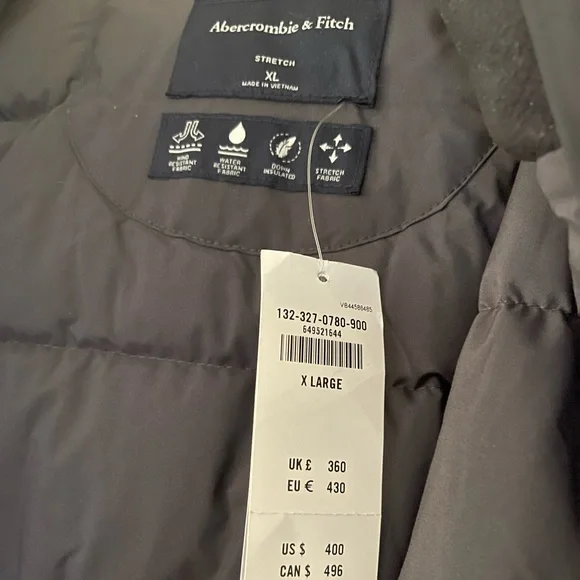 Abercrombie & Fitch
STRETCH
XL
MADE IN VIETNAM
WIND RESISTANT FABRIC
WATER RESISTANT FABRIC
DOWN INSULATED
STRETCH FABRIC
VB44586485
132-327-0780-900
649521644
X LARGE
UK £ 360
EU € 430
US $ 400
CAN $ 496